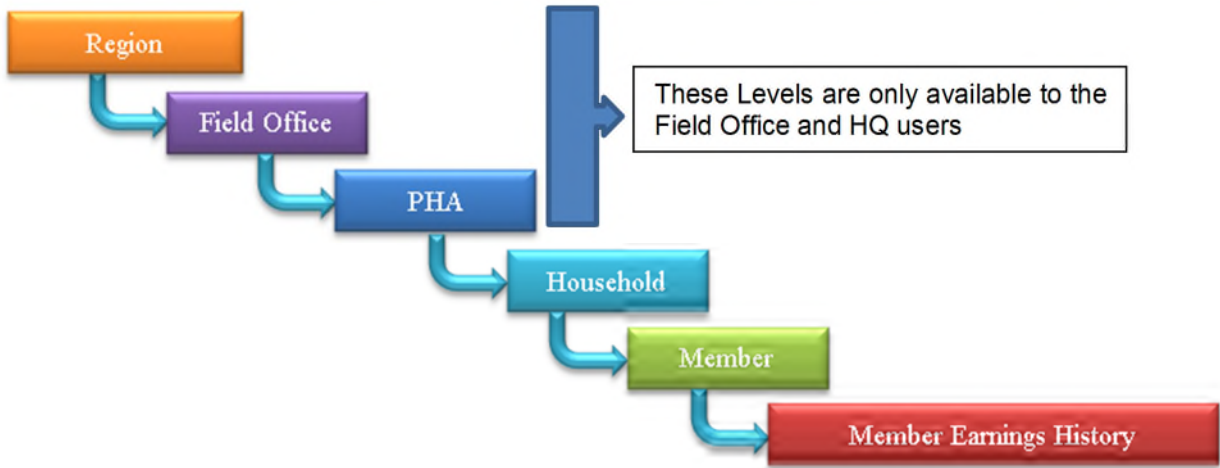 Region
These Levels are only available to the
Field Office and HQ users
Field Office
PHA
Household
Member
Member Earnings History